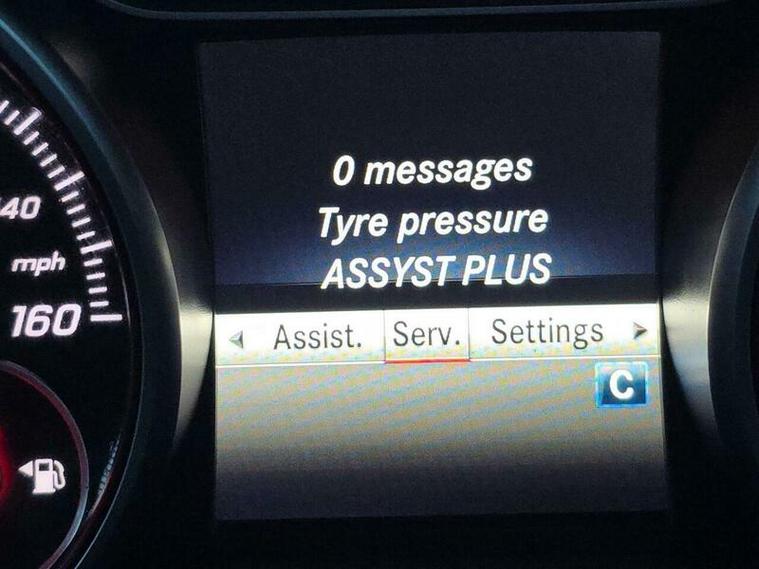 0 messages
Tyre pressure
ASSYST PLUS
Assist. Serv. Settings
C
40
mph
160